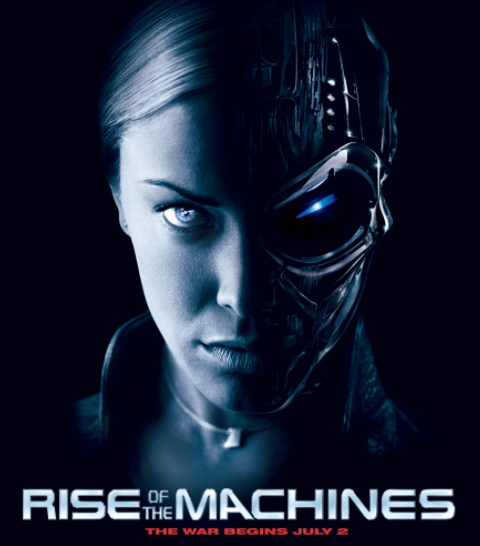 RISE OF THE MACHINES
THE WAR BEGINS JULY 2